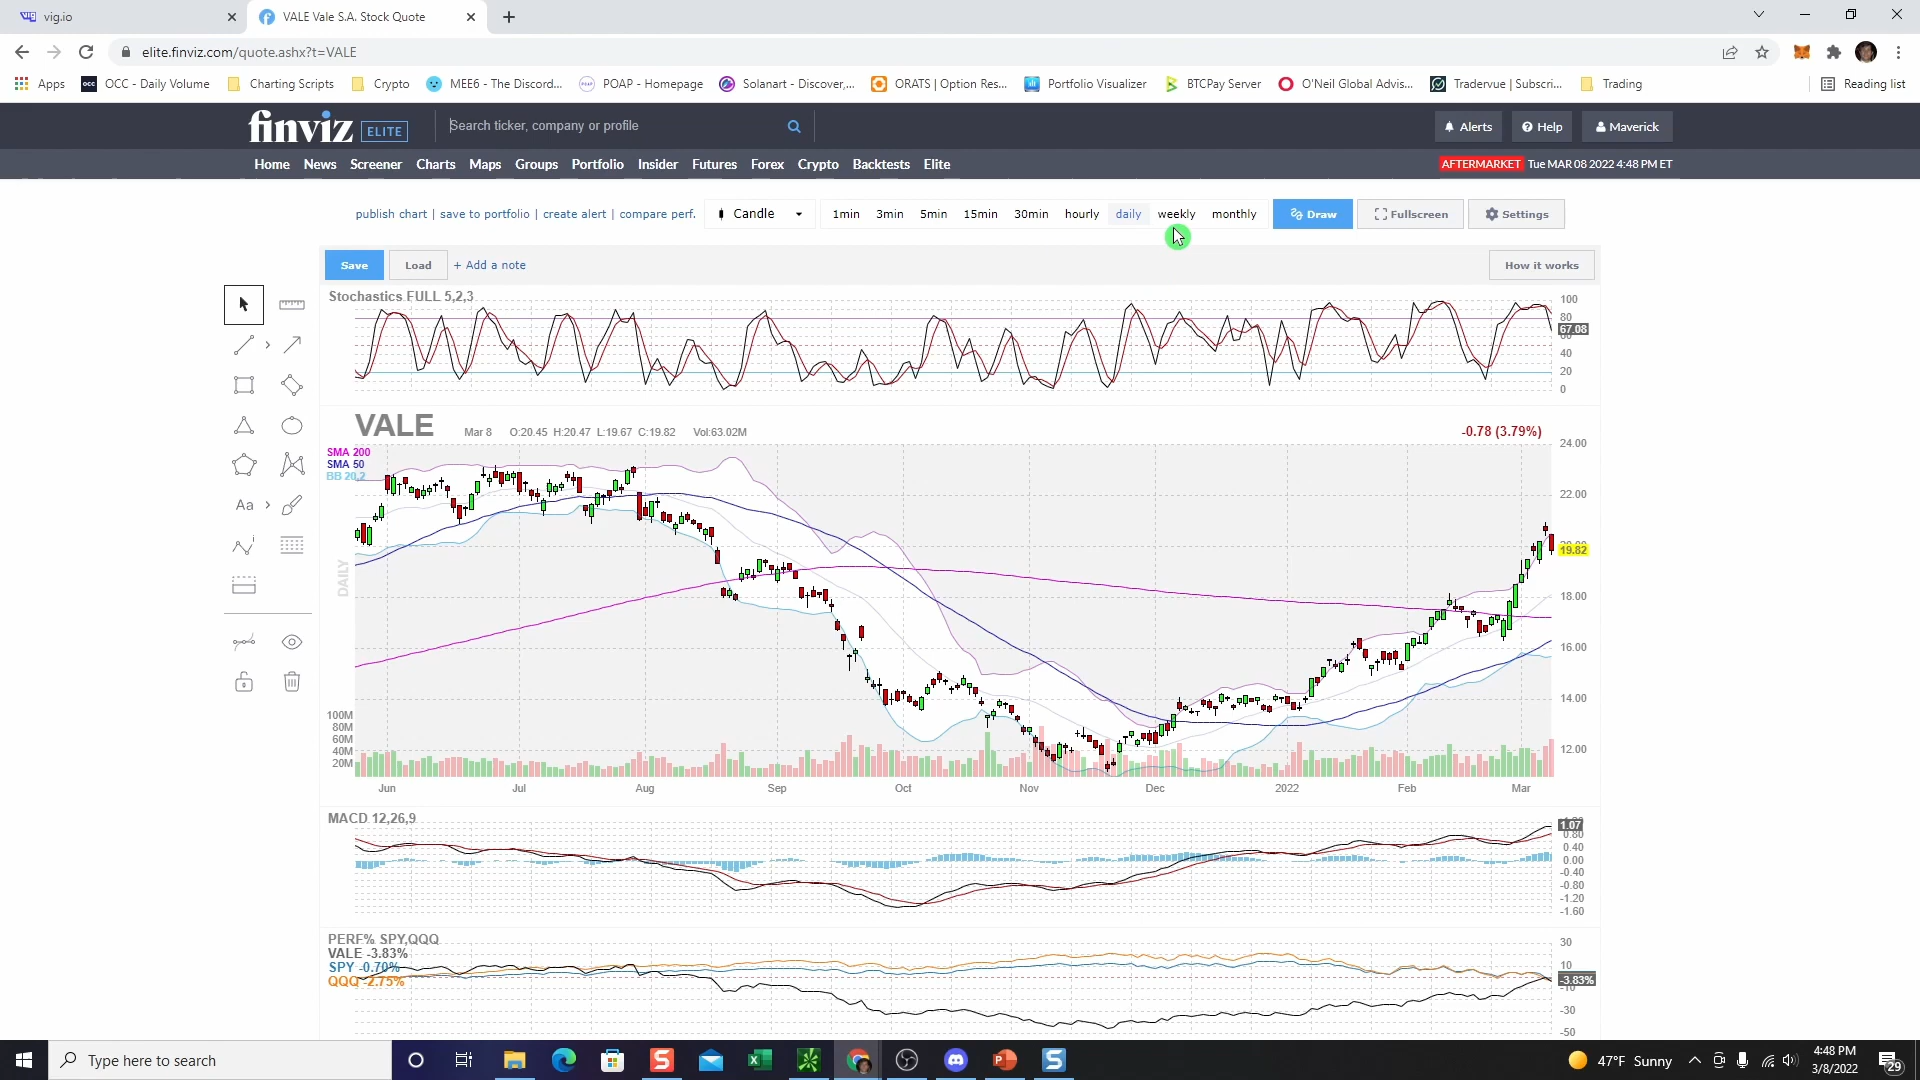 vig.io
VALE Vale S.A. Stock Quote
elite.finviz.com/quote.ashx?t=VALE
Apps
OCC - Daily Volume
Charting Scripts
Crypto
MEE6 - The Discord...
POAP - Homepage
Solanart - Discover,...
ORATS | Option Res...
Portfolio Visualizer
BTCPay Server
O'Neil Global Advis...
Tradervue | Subscri...
Trading
Reading list
finviz ELITE
Search ticker, company or profile
Alerts
Help
Maverick
Home News Screener Charts Maps Groups Portfolio Insider Futures Forex Crypto Backtests Elite
AFTERMARKET Tue MAR 08 2022 4:48 PM ET
publish chart | save to portfolio | create alert | compare perf.
Candle
1min 3min 5min 15min 30min hourly daily weekly monthly
Draw
Fullscreen
Settings
Save
Load
+ Add a note
How it works
Stochastics FULL 5,2,3
100
80
67.08
60
40
20
0
VALE
Mar 8 O:20.45 H:20.47 L:19.67 C:19.82 Vol:63.02M
-0.78 (3.79%)
SMA 200
SMA 50
BB 20,2
Aa
DAILY
24.00
22.00
20.00
19.82
18.00
16.00
14.00
12.00
100M
80M
60M
40M
20M
Jun Jul Aug Sep Oct Nov Dec 2022 Feb Mar
MACD 12,26,9
1.07
0.80
0.40
0.00
-0.40
-0.80
-1.20
-1.60
PERF% SPY,QQQ
VALE -3.83%
SPY -0.70%
QQQ -2.75%
30
10
-3.83%
-10
-30
-50
Type here to search
47°F Sunny
4:48 PM
3/8/2022
29